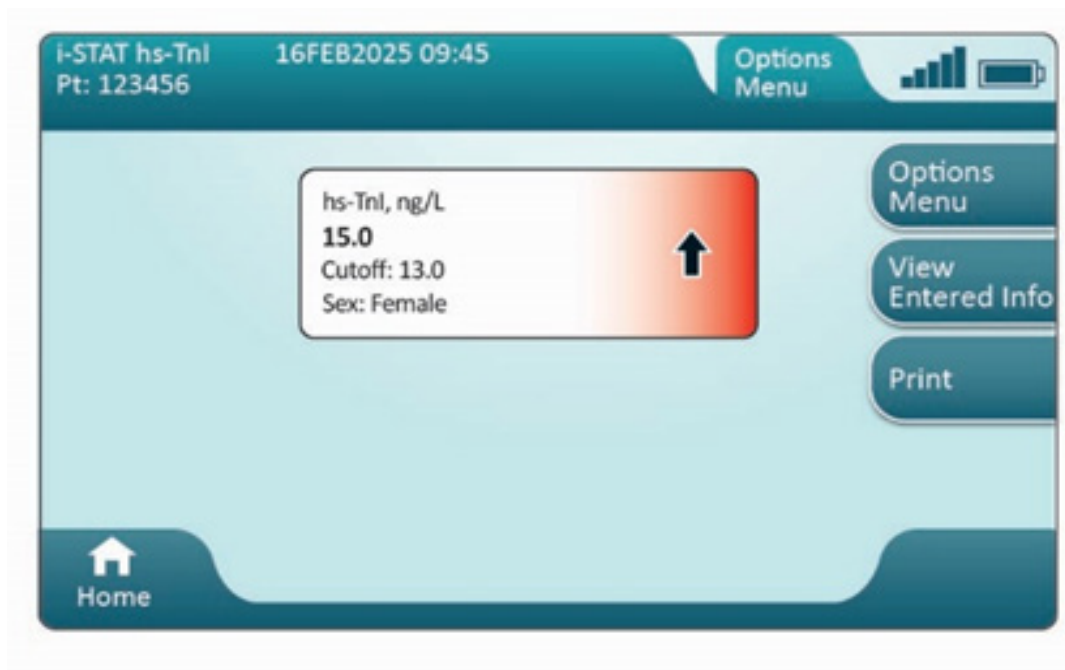 i-STAT hs-TnI 16FEB2025 09:45
Pt: 123456
Options
Menu
hs-TnI, ng/L
15.0
Cutoff: 13.0
Sex: Female
Options
Menu
View
Entered Info
Print
Home